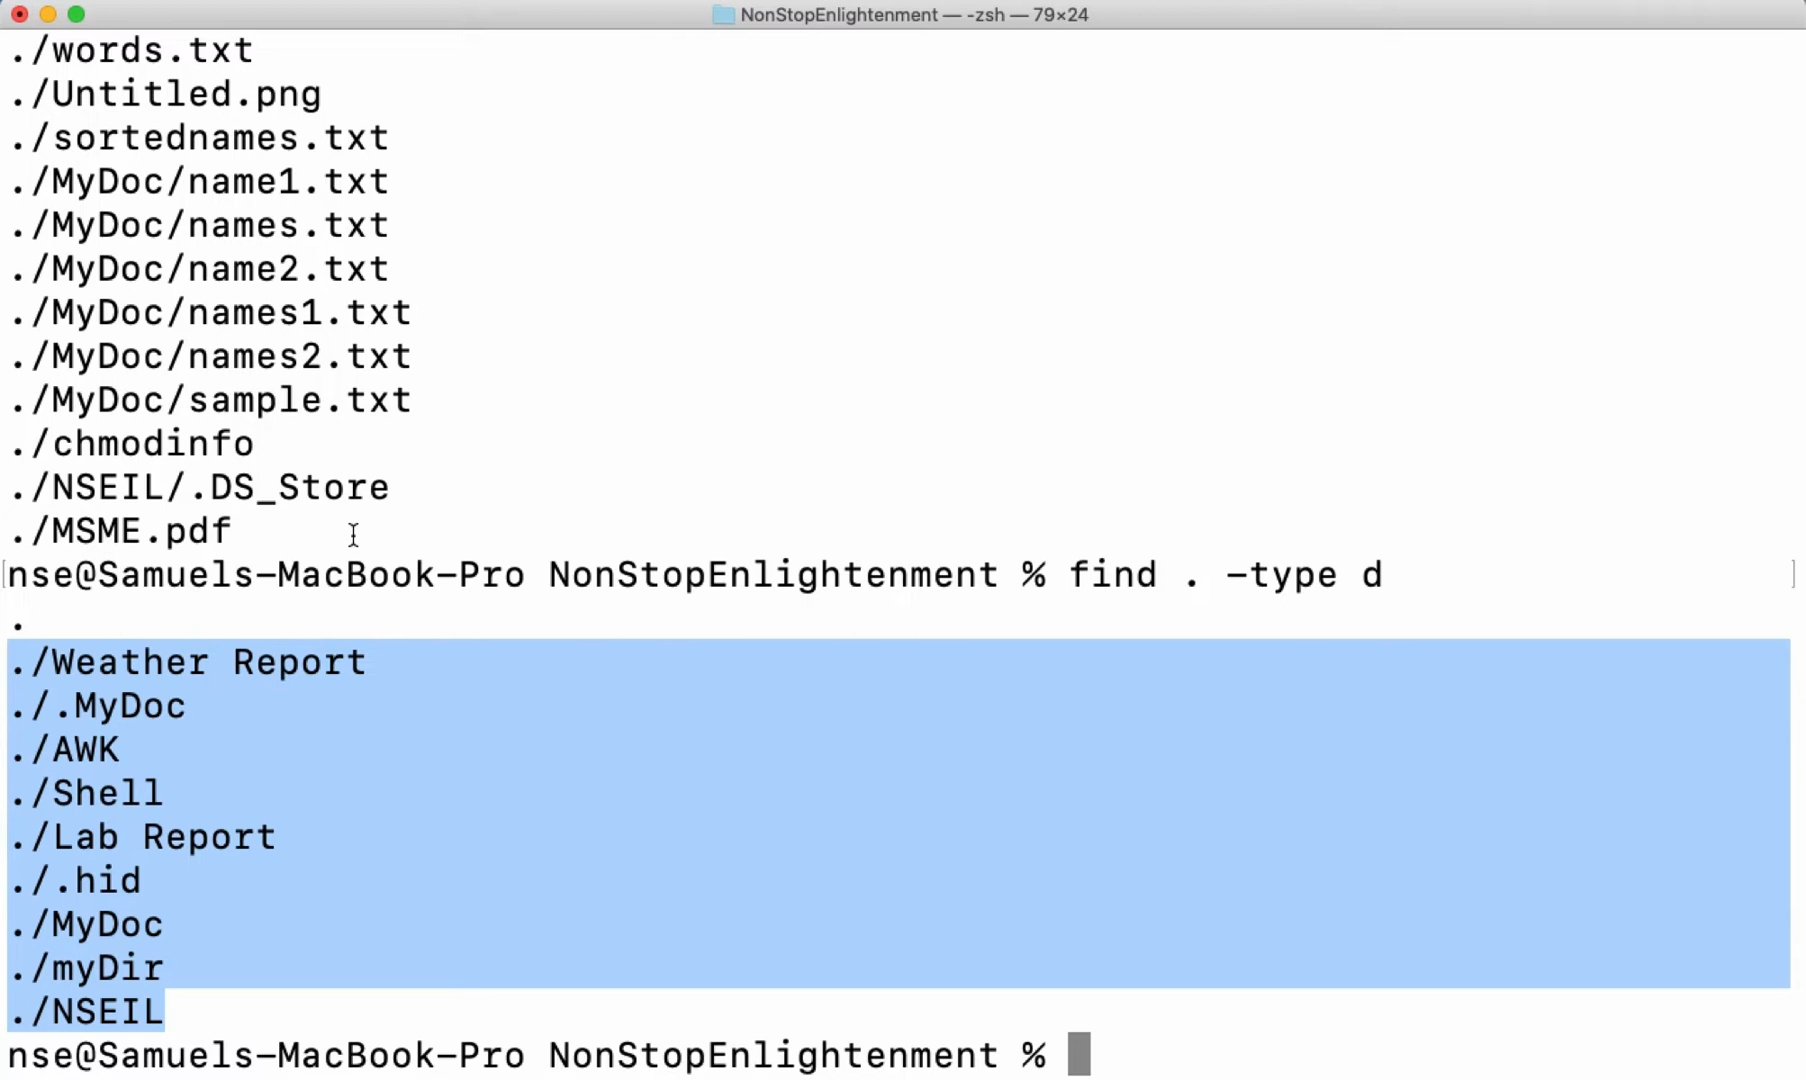 NonStopEnlightenment — -zsh — 79×24
./words.txt
./Untitled.png
./sortednames.txt
./MyDoc/name1.txt
./MyDoc/names.txt
./MyDoc/name2.txt
./MyDoc/names1.txt
./MyDoc/names2.txt
./MyDoc/sample.txt
./chmodinfo
./NSEIL/.DS_Store
./MSME.pdf
[nse@Samuels-MacBook-Pro NonStopEnlightenment % find . -type d ]
.
./Weather Report
./.MyDoc
./AWK
./Shell
./Lab Report
./.hid
./MyDoc
./myDir
./NSEIL
nse@Samuels-MacBook-Pro NonStopEnlightenment %